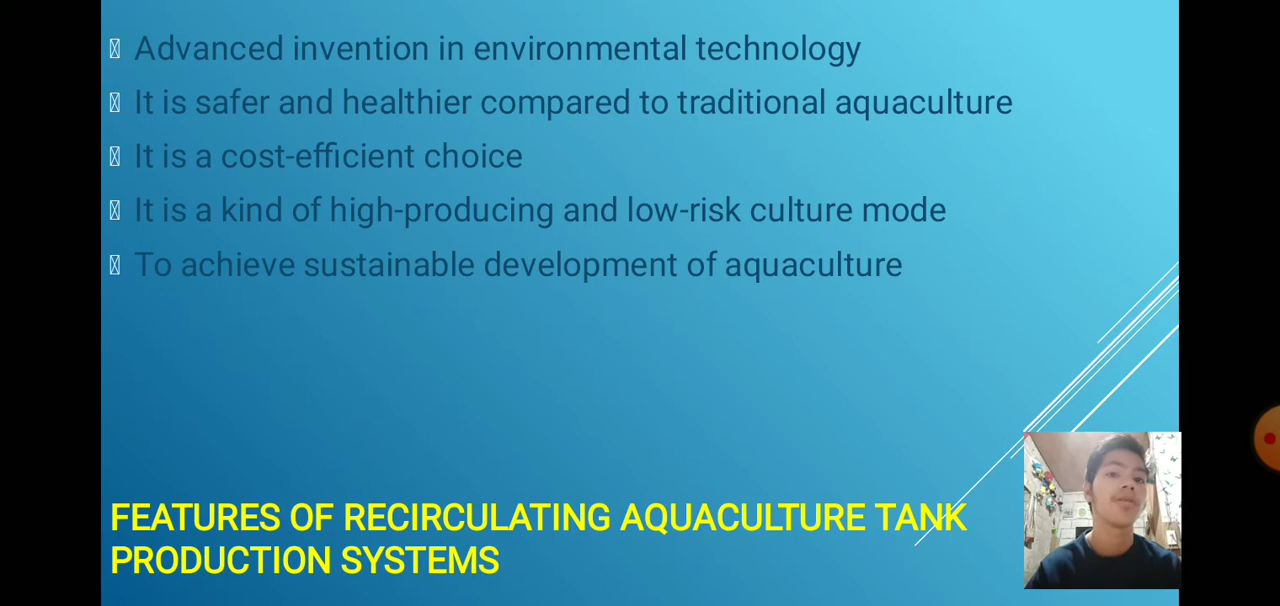 Advanced invention in environmental technology
It is safer and healthier compared to traditional aquaculture
It is a cost-efficient choice
It is a kind of high-producing and low-risk culture mode
To achieve sustainable development of aquaculture
FEATURES OF RECIRCULATING AQUACULTURE TANK
PRODUCTION SYSTEMS